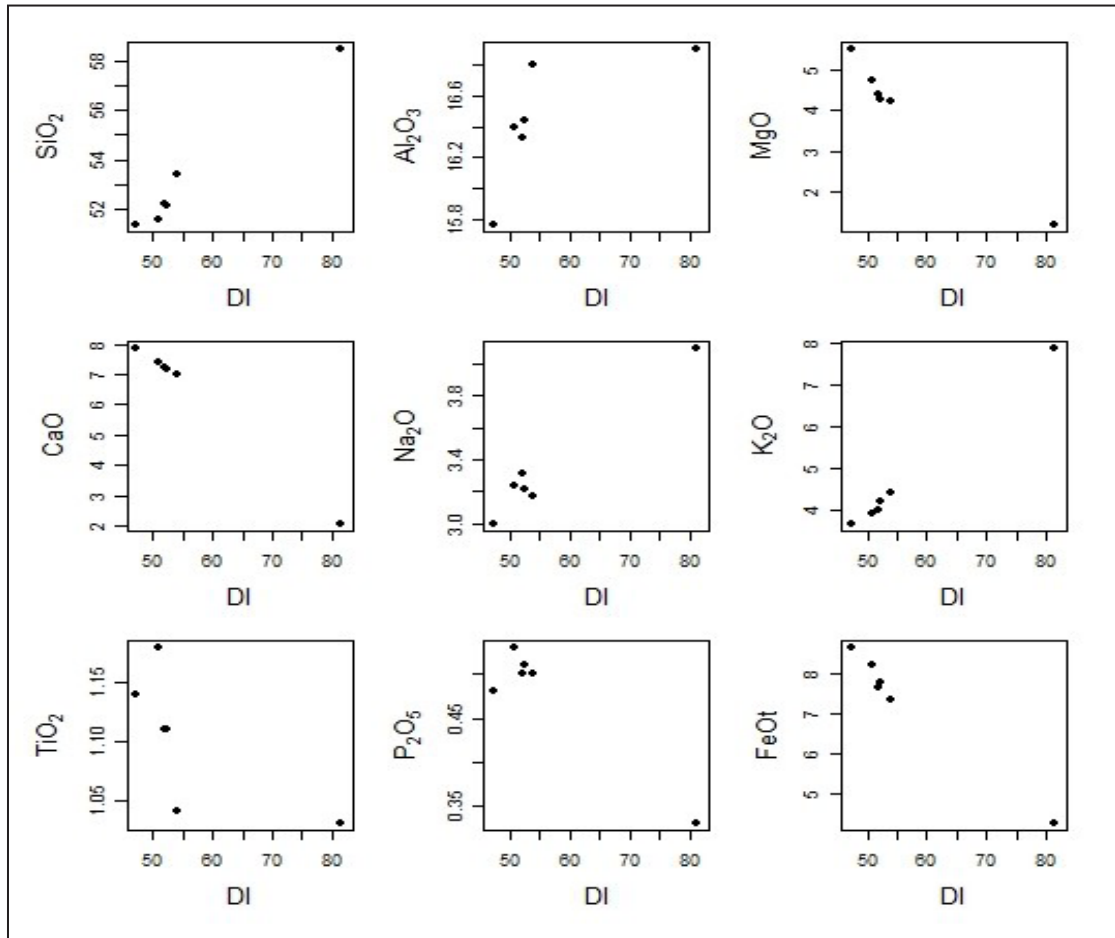 SiO₂
52 54 56 58
50 60 70 80
DI
Al₂O₃
15.8 16.2 16.6
50 60 70 80
DI
MgO
2 3 4 5
50 60 70 80
DI
CaO
2 3 4 5 6 7 8
50 60 70 80
DI
Na₂O
3.0 3.4 3.8
50 60 70 80
DI
K₂O
4 5 6 7 8
50 60 70 80
DI
TiO₂
1.05 1.10 1.15
50 60 70 80
DI
P₂O₅
0.35 0.45
50 60 70 80
DI
FeOt
5 6 7 8
50 60 70 80
DI